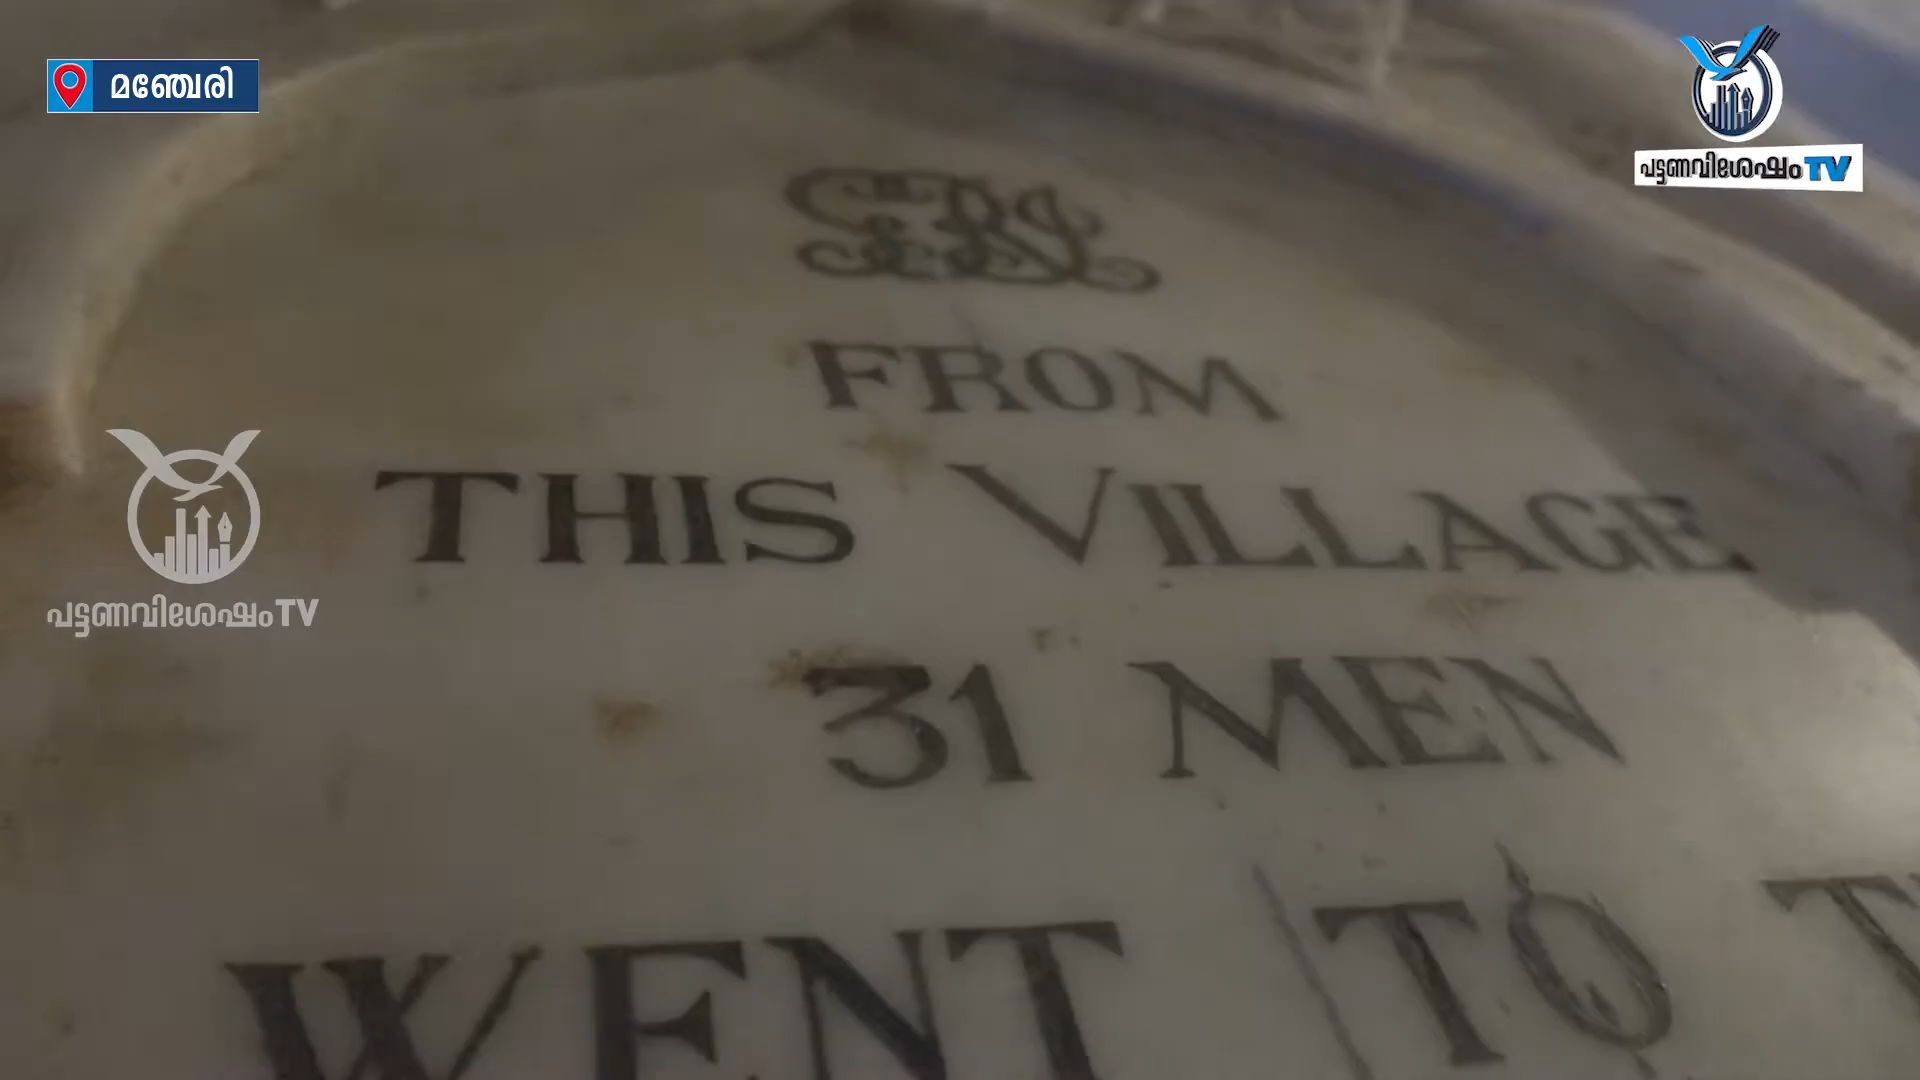 മഞ്ചേരി
പട്ടണവിശേഷംTV
FROM
THIS VILLAGE
31 MEN
പട്ടണവിശേഷംTV
WENT TO